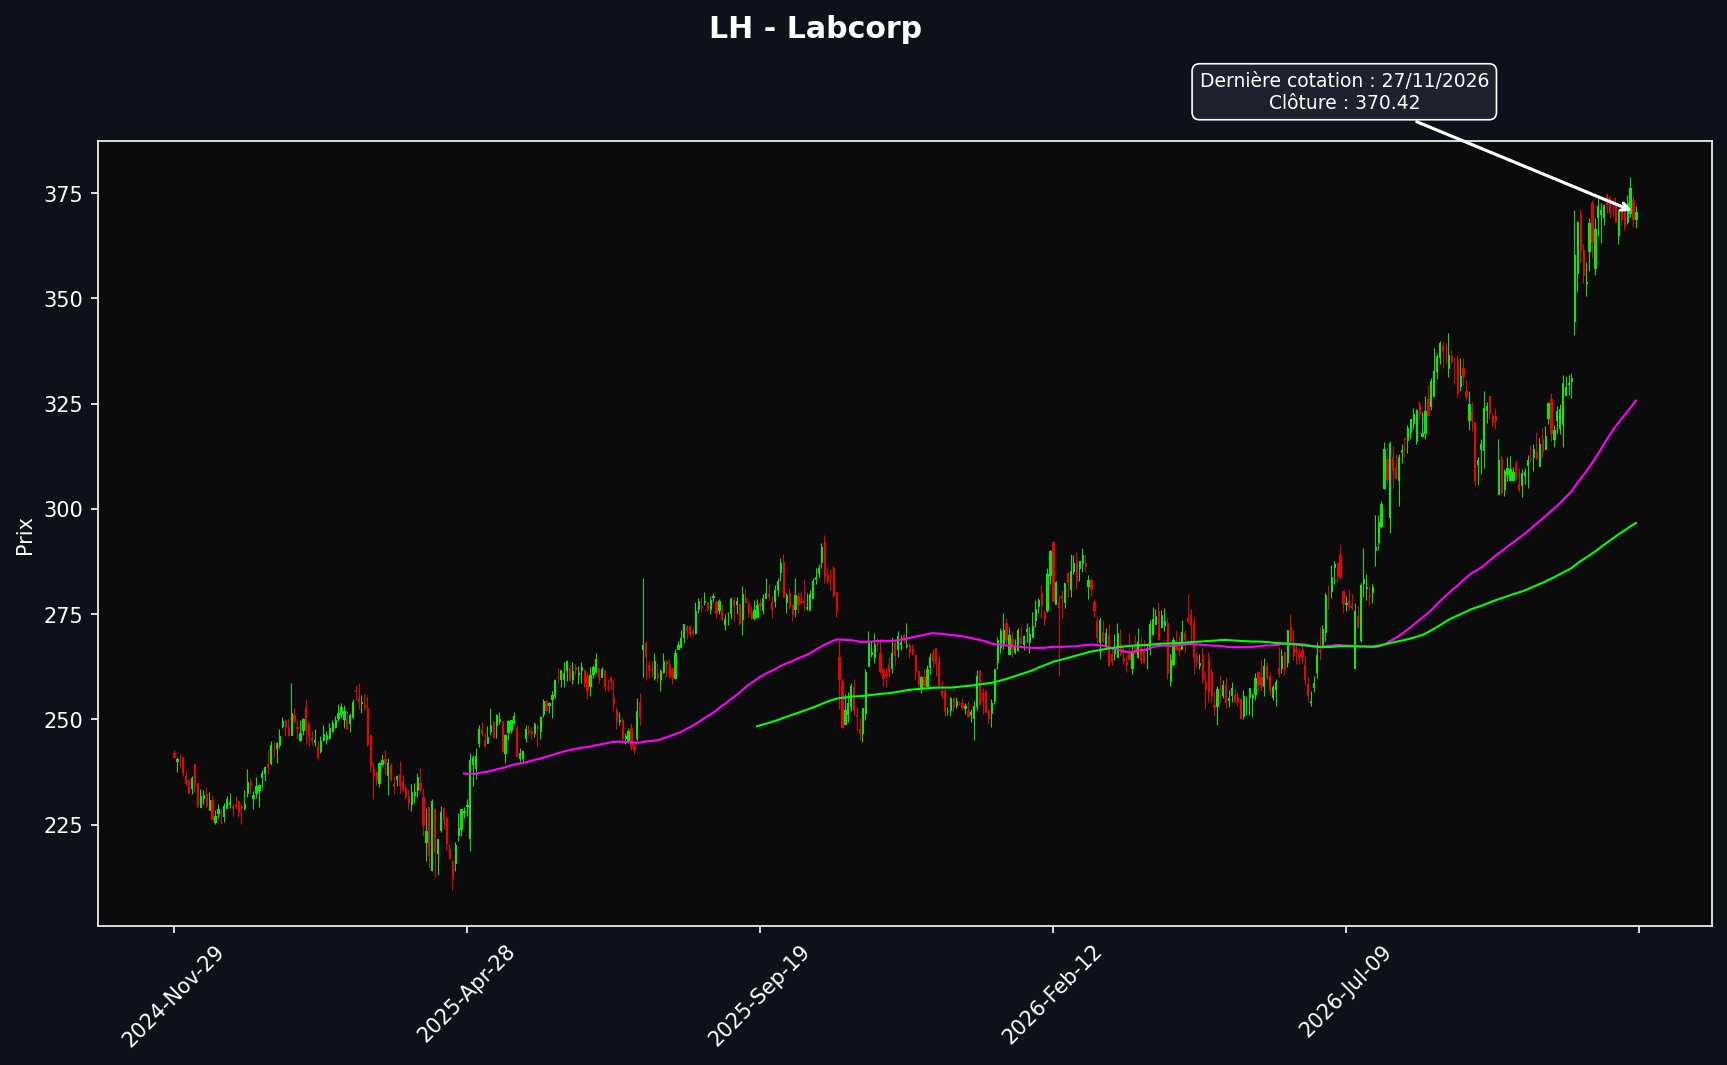 LH - Labcorp
Dernière cotation : 27/11/2026
Clôture : 370.42
Prix
375
350
325
300
275
250
225
2024-Nov-29
2025-Apr-28
2025-Sep-19
2026-Feb-12
2026-Jul-09